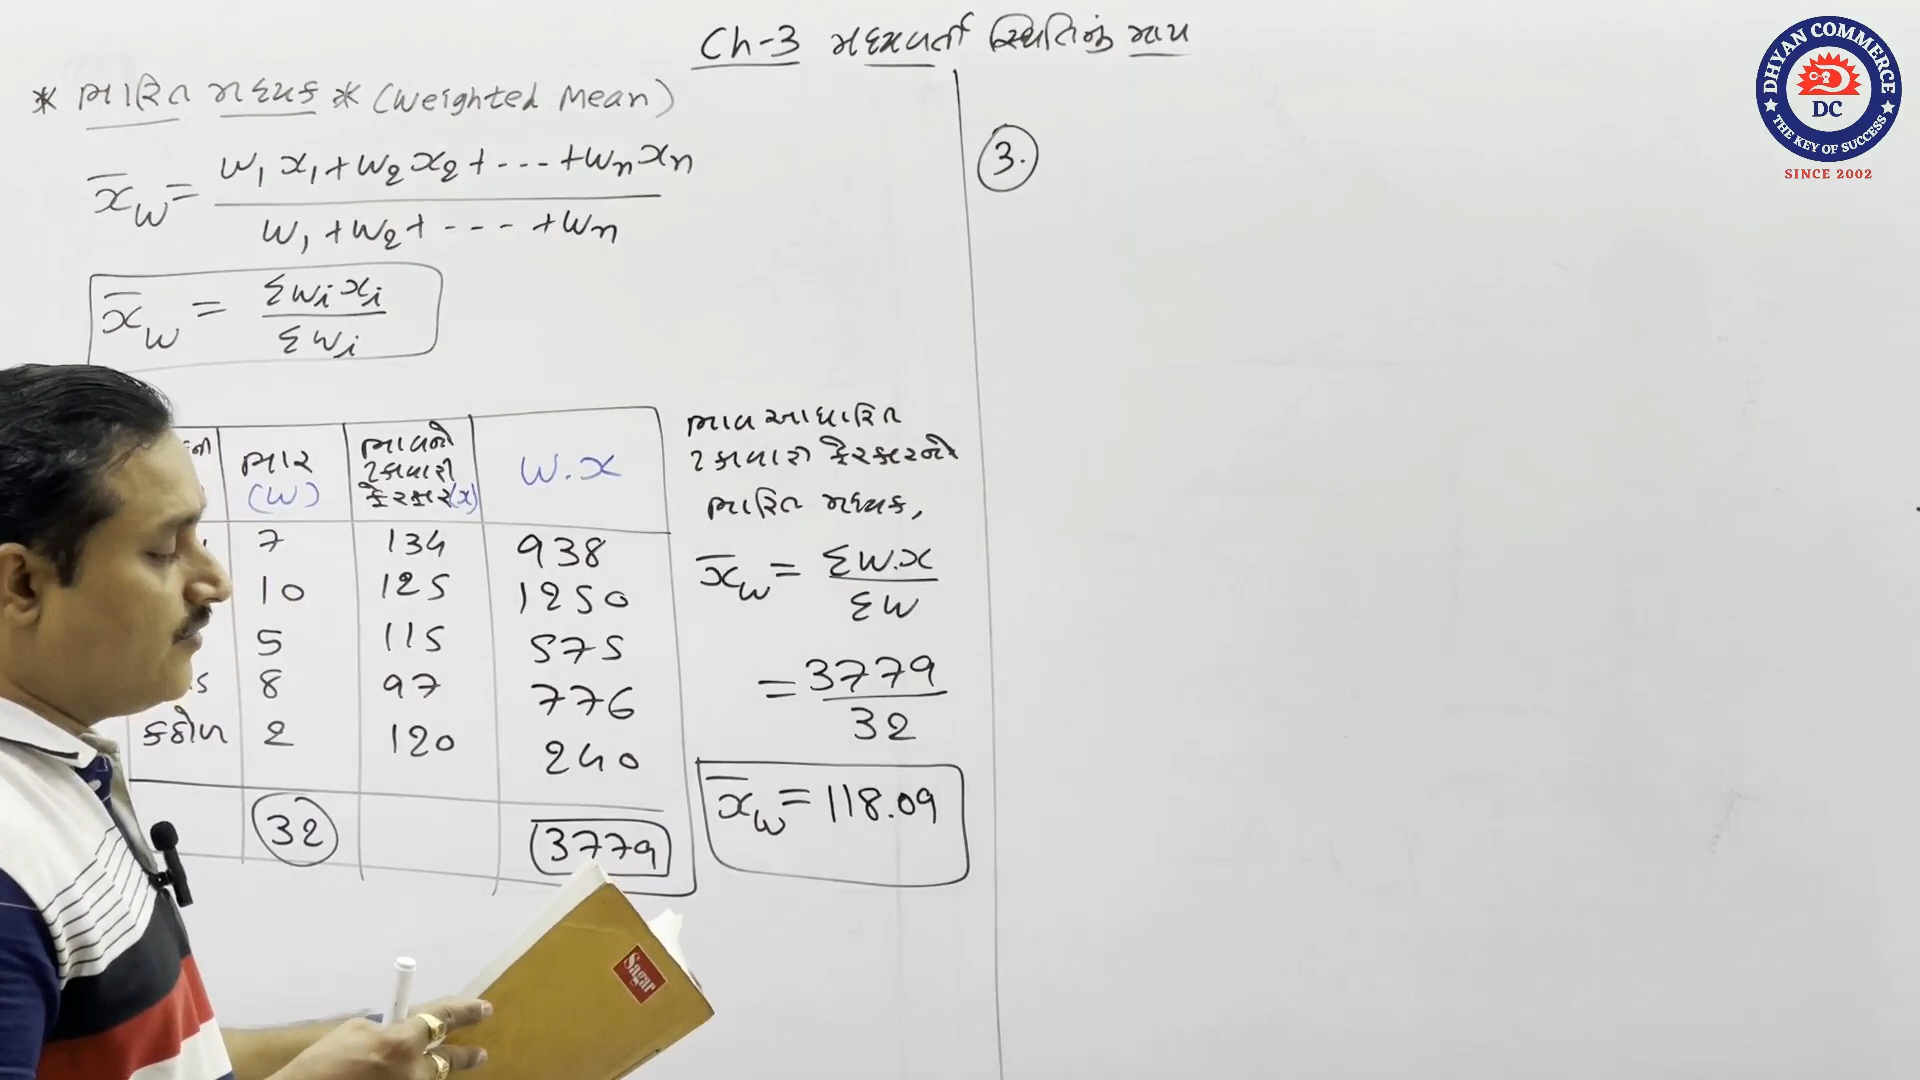 Ch-3 મધ્યવર્તી સ્થિતિનું માપ
* ભારિત મધ્યક * (Weighted Mean)
x̄w = w₁x₁+w₂x₂+---+wₙxₙ
w₁+w₂+---+wₙ
x̄w = Σwᵢxᵢ
Σwᵢ
ભાર (w)
ભાવનો ટકાવારી ફેરફાર (x)
w.x
7 134 938
10 125 1250
5 115 575
8 97 776
કઠોળ 2 120 240
32 3779
ભાવ આધારિત
ટકાવારી ફેરફારનો
ભારિત મધ્યક,
x̄w = Σw.x
Σw
= 3779
32
x̄w = 118.09
3.
DHYAN COMMERCE
DC
THE KEY OF SUCCESS
SINCE 2002
Sagar